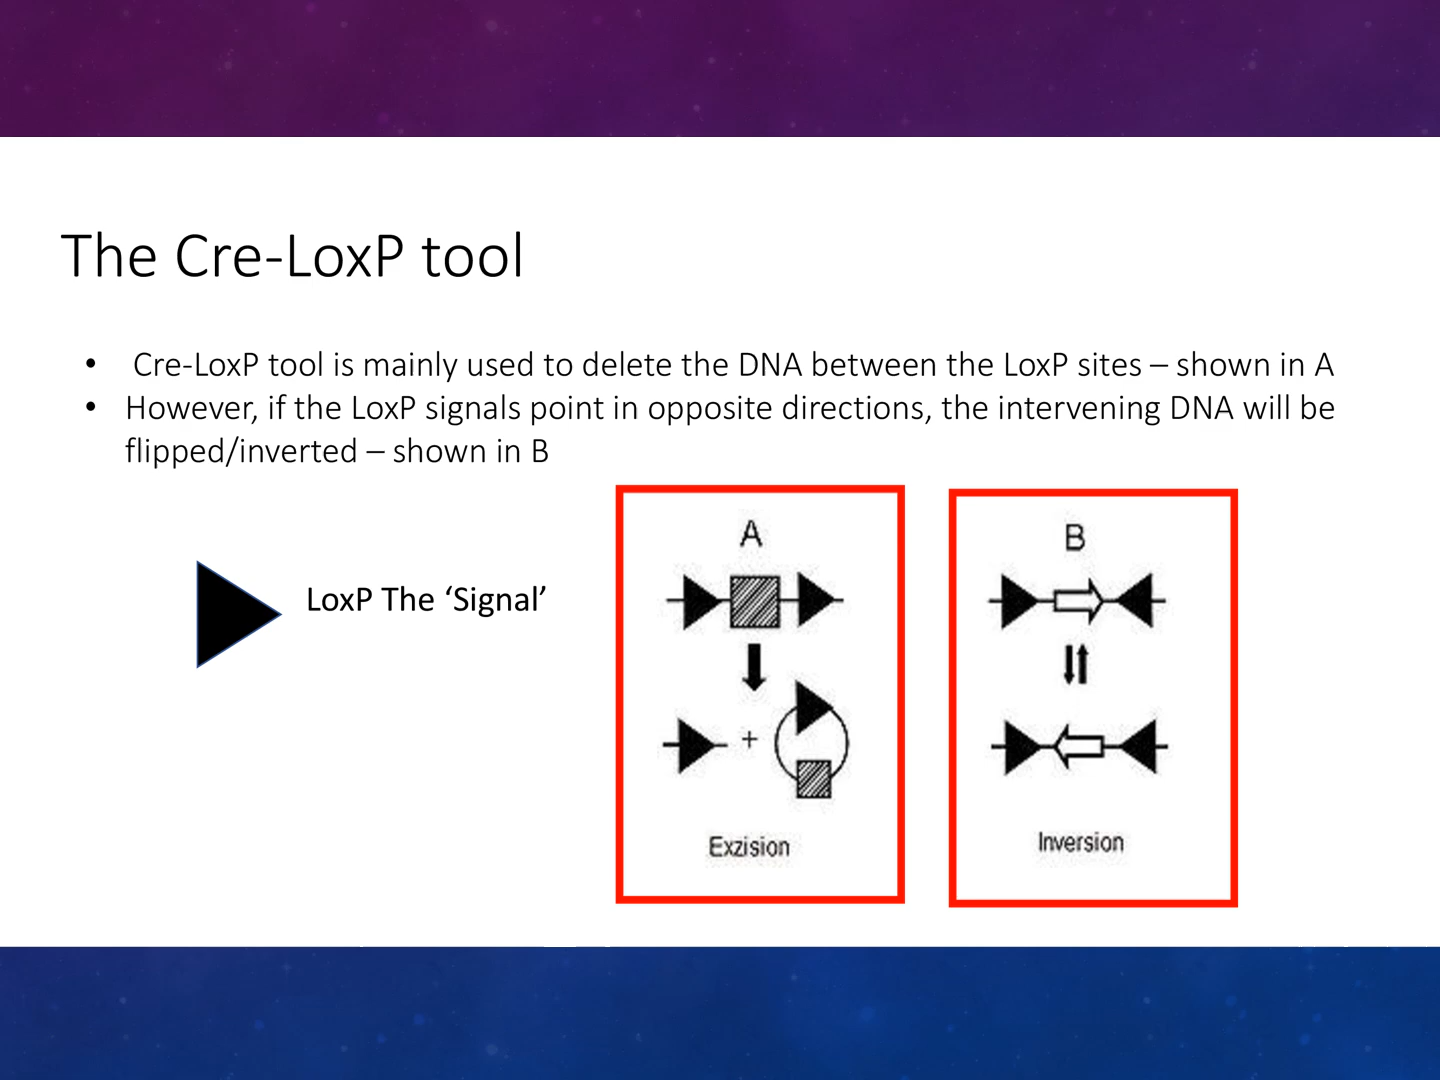 The Cre-LoxP tool
• Cre-LoxP tool is mainly used to delete the DNA between the LoxP sites – shown in A
• However, if the LoxP signals point in opposite directions, the intervening DNA will be
flipped/inverted – shown in B
LoxP The ‘Signal’
A
+
Exzision
B
Inversion